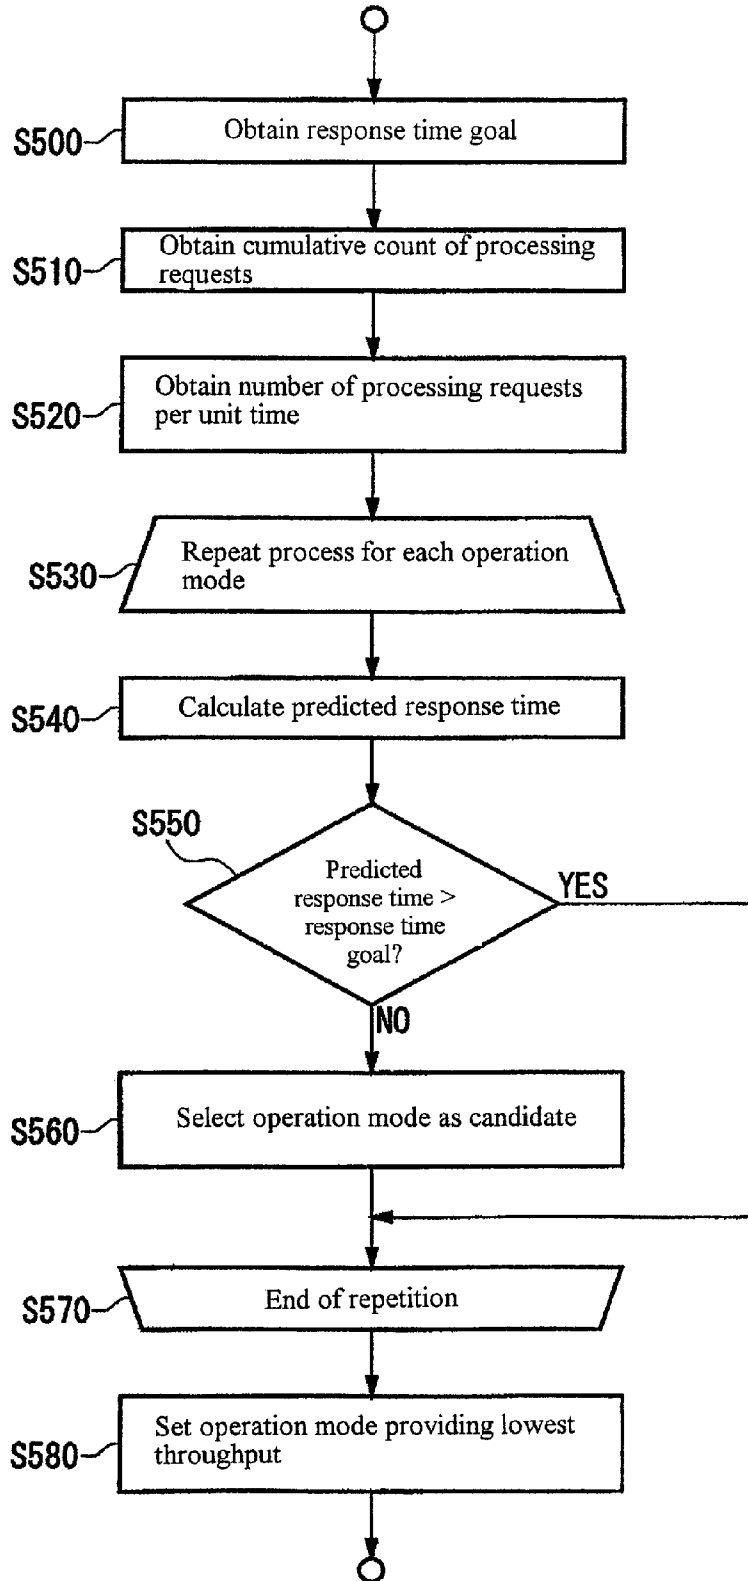 S500
Obtain response time goal
S510
Obtain cumulative count of processing
requests
S520
Obtain number of processing requests
per unit time
S530
Repeat process for each operation
mode
S540
Calculate predicted response time
S550
Predicted
response time >
response time
goal?
YES
NO
S560
Select operation mode as candidate
S570
End of repetition
S580
Set operation mode providing lowest
throughput